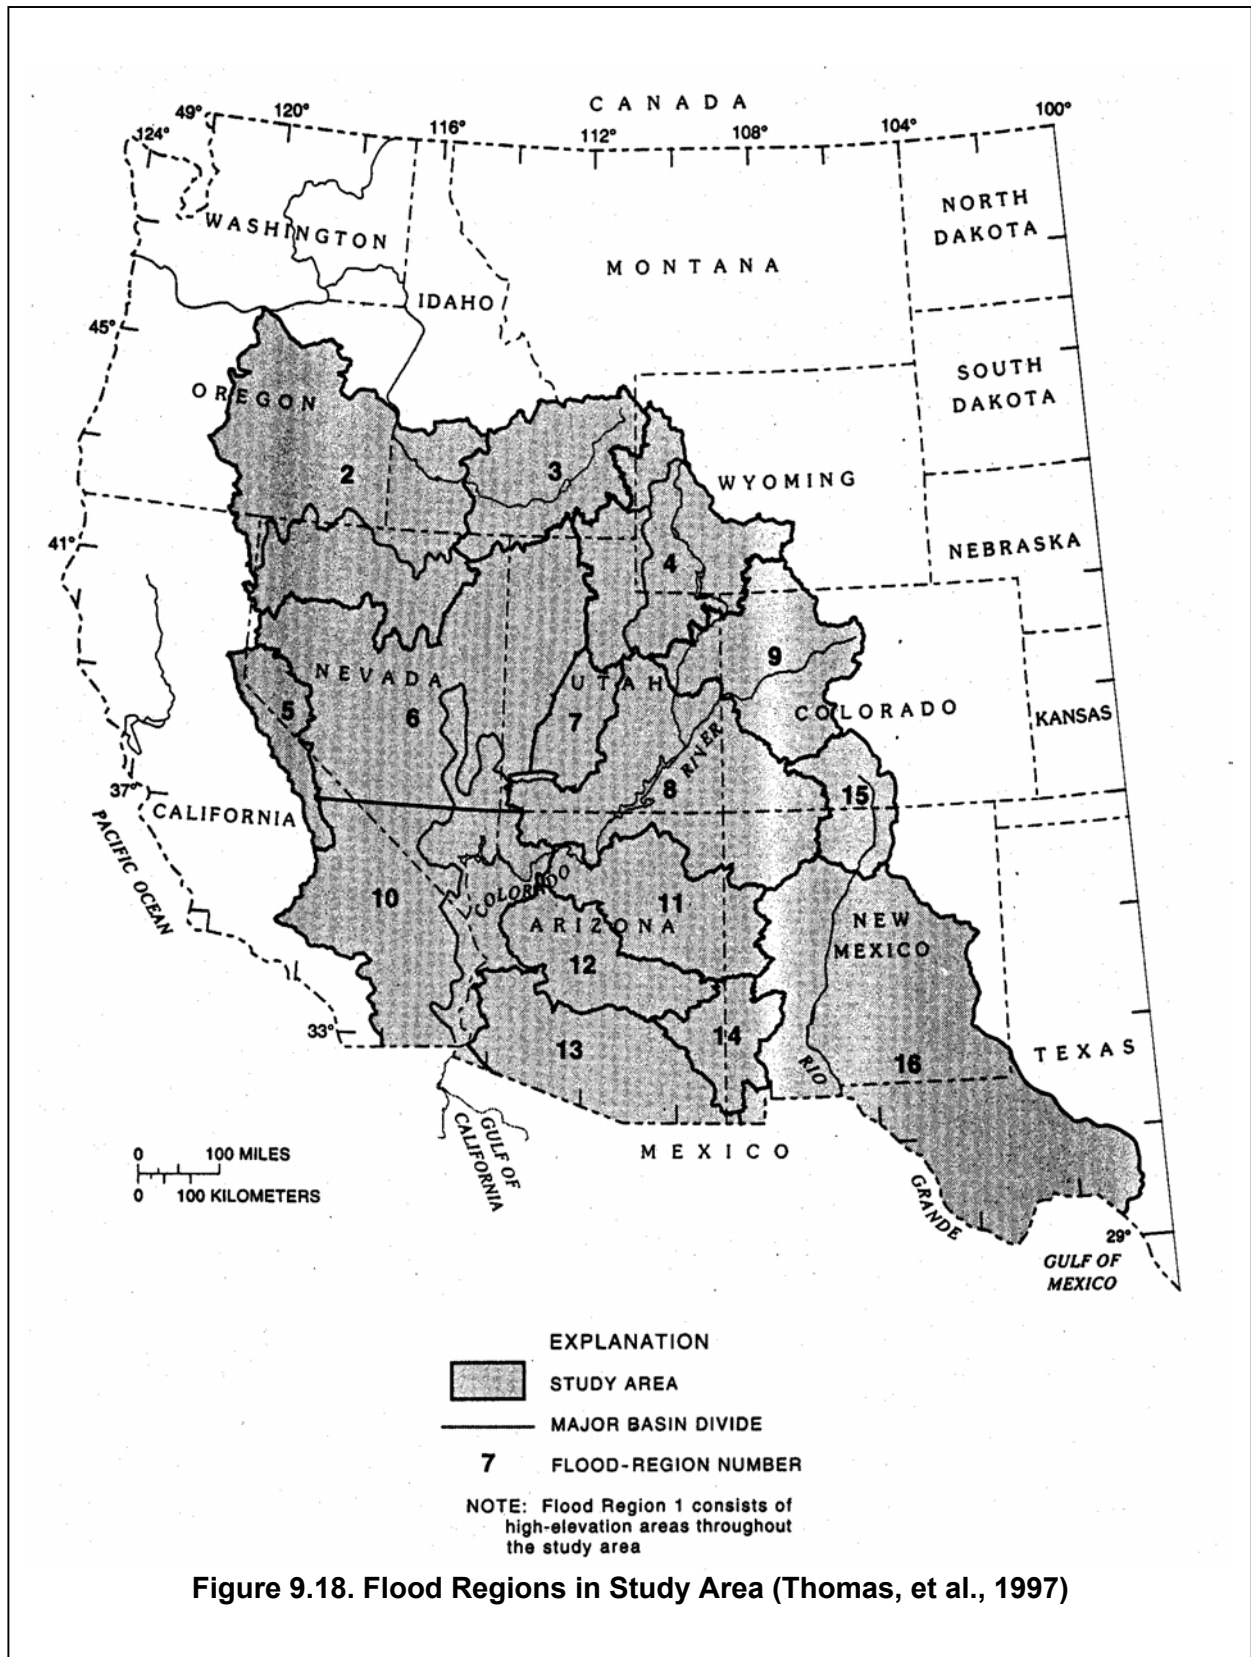 CANADA
49°
120°
124°
116°
112°
108°
104°
100°
WASHINGTON
NORTH
DAKOTA
MONTANA
IDAHO
45°
SOUTH
DAKOTA
OREGON
2
3
WYOMING
41°
NEBRASKA
4
9
NEVADA
UTAH
5
6
7
COLORADO
KANSAS
RIVER
8
37°
15
CALIFORNIA
PACIFIC OCEAN
COLORADO
10
11
ARIZONA
NEW
MEXICO
12
33°
13
14
TEXAS
RIO
16
GULF OF
CALIFORNIA
MEXICO
0 100 MILES
0 100 KILOMETERS
GRANDE
29°
GULF OF
MEXICO
EXPLANATION
STUDY AREA
MAJOR BASIN DIVIDE
7 FLOOD-REGION NUMBER
NOTE: Flood Region 1 consists of
high-elevation areas throughout
the study area
Figure 9.18. Flood Regions in Study Area (Thomas, et al., 1997)